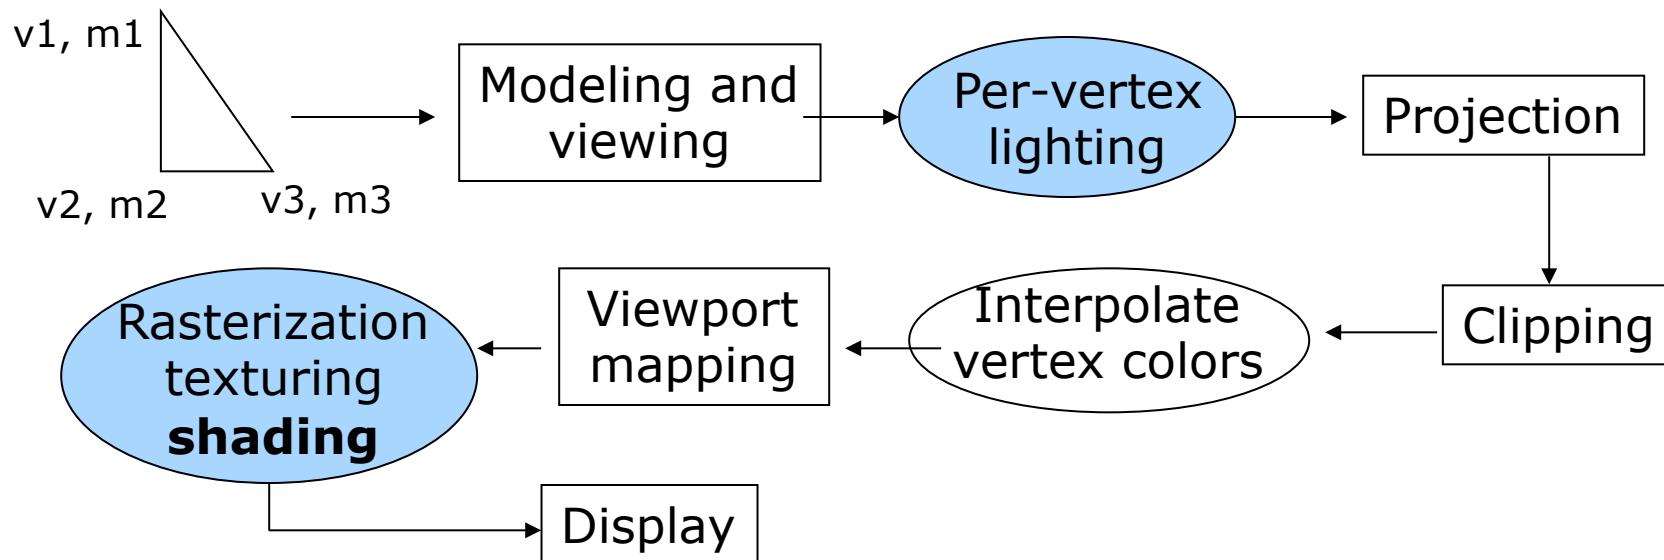 v1, m1
v2, m2
v3, m3
Modeling and
viewing
Per-vertex
lighting
Projection
Clipping
Interpolate
vertex colors
Viewport
mapping
Rasterization
texturing
shading
Display